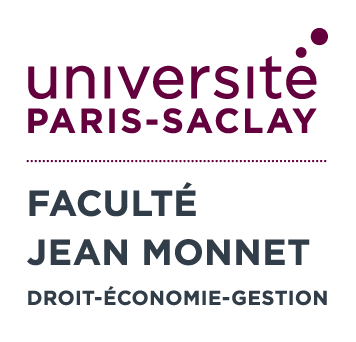 université
PARIS-SACLAY
FACULTÉ
JEAN MONNET
DROIT-ÉCONOMIE-GESTION